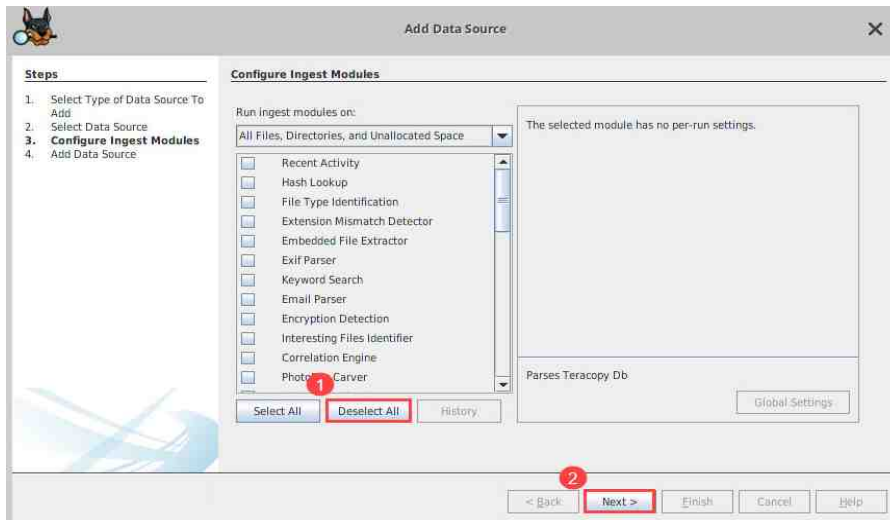 Add Data Source
Steps
1. Select Type of Data Source To
Add
2. Select Data Source
3. Configure Ingest Modules
4. Add Data Source
Configure Ingest Modules
Run ingest modules on:
All Files, Directories, and Unallocated Space
Recent Activity
Hash Lookup
File Type Identification
Extension Mismatch Detector
Embedded File Extractor
Exif Parser
Keyword Search
Email Parser
Encryption Detection
Interesting Files Identifier
Correlation Engine
Carver
1
Select All
Deselect All
History
The selected module has no per-run settings.
Parses Teracopy Db
Global Settings
2
< Back
Next >
Finish
Cancel
Help